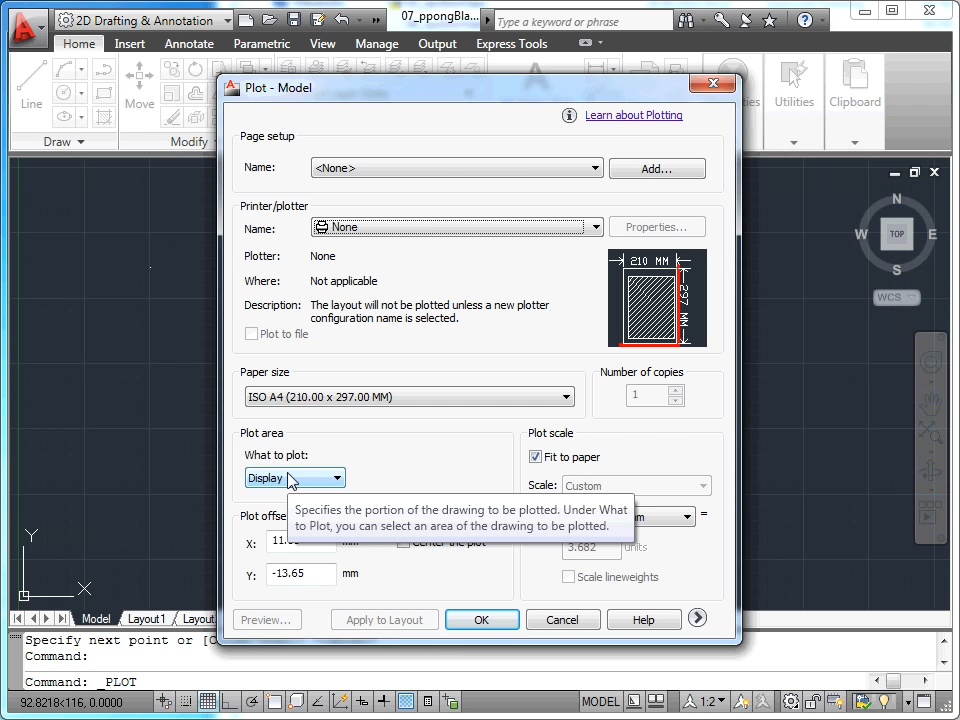 2D Drafting & Annotation
07_ppongBla...
Type a keyword or phrase
Home
Insert
Annotate
Parametric
View
Manage
Output
Express Tools
Line
Move
Utilities
Clipboard
Draw
Modify
Plot - Model
Learn about Plotting
Page setup
Name:
<None>
Add...
Printer/plotter
Name:
None
Properties...
Plotter:
None
Where:
Not applicable
Description:
The layout will not be plotted unless a new plotter
configuration name is selected.
Plot to file
210 MM
297 MM
Paper size
ISO A4 (210.00 x 297.00 MM)
Number of copies
1
Plot area
What to plot:
Display
Plot scale
Fit to paper
Scale:
Custom
Specifies the portion of the drawing to be plotted. Under What
to Plot, you can select an area of the drawing to be plotted.
=
X:
mm
Center the plot
3.682
units
Y:
-13.65
mm
Scale lineweights
Preview...
Apply to Layout
OK
Cancel
Help
N
W
TOP
E
S
WCS
Y
X
Model
Layout1
Layout
Specify next point or
Command:
Command: _PLOT
92.8218<116, 0.0000
MODEL
1:2